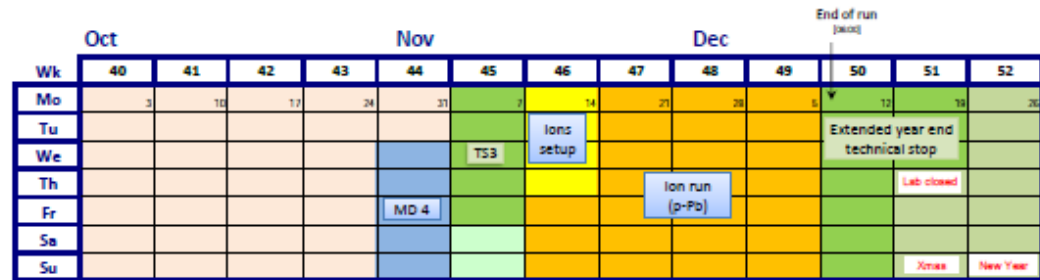 End of run
[06:00]
Oct Nov Dec
Wk 40 41 42 43 44 45 46 47 48 49 50 51 52
Mo 3 10 17 24 31 7 14 21 28 5 12 19 26
Tu Ions Extended year end
We TS3 setup technical stop
Th Ion run Lab closed
Fr MD 4 (p-Pb)
Sa
Su Xmas New Year